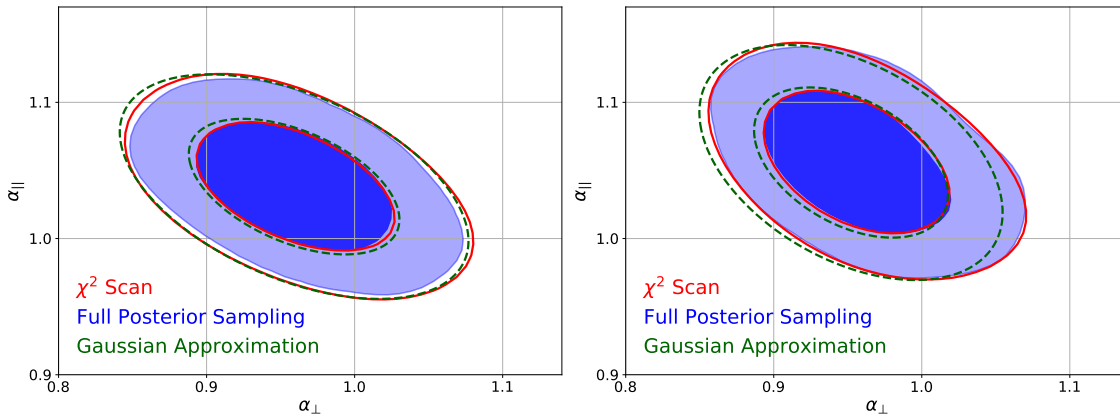 α||
1.1
1.0
0.9
χ² Scan
Full Posterior Sampling
Gaussian Approximation
0.8
0.9
1.0
1.1
α⊥
α||
1.1
1.0
0.9
χ² Scan
Full Posterior Sampling
Gaussian Approximation
0.8
0.9
1.0
1.1
α⊥